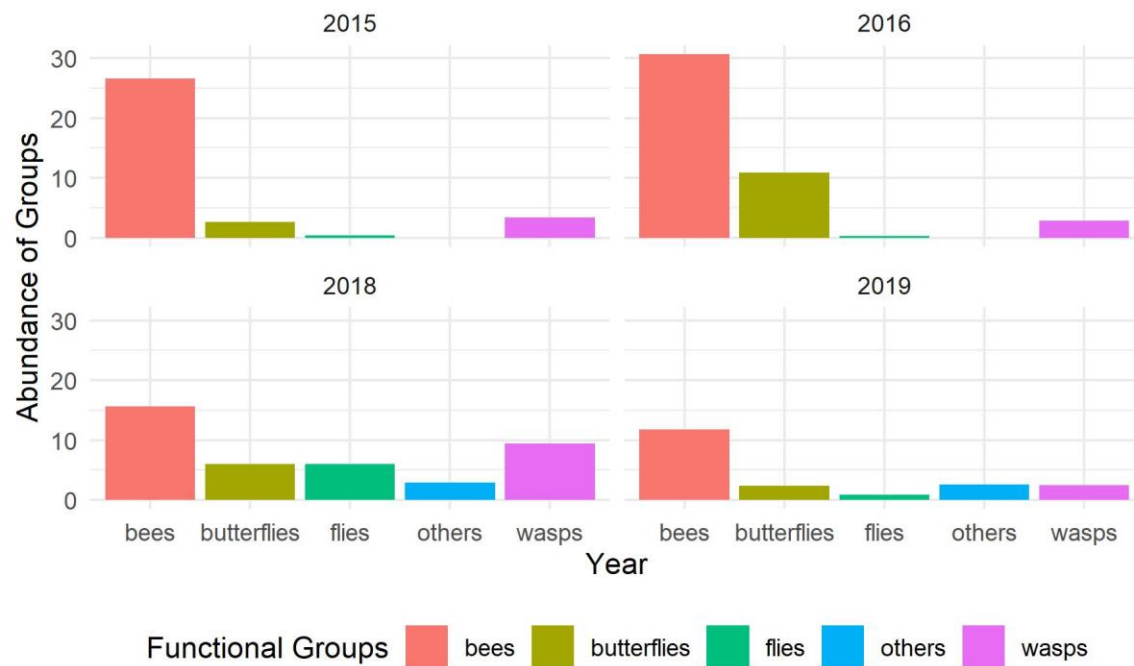 2015 2016
30
20
10
0
2018 2019
30
20
10
0
bees butterflies flies others wasps bees butterflies flies others wasps
Abundance of Groups
Year
Functional Groups bees butterflies flies others wasps